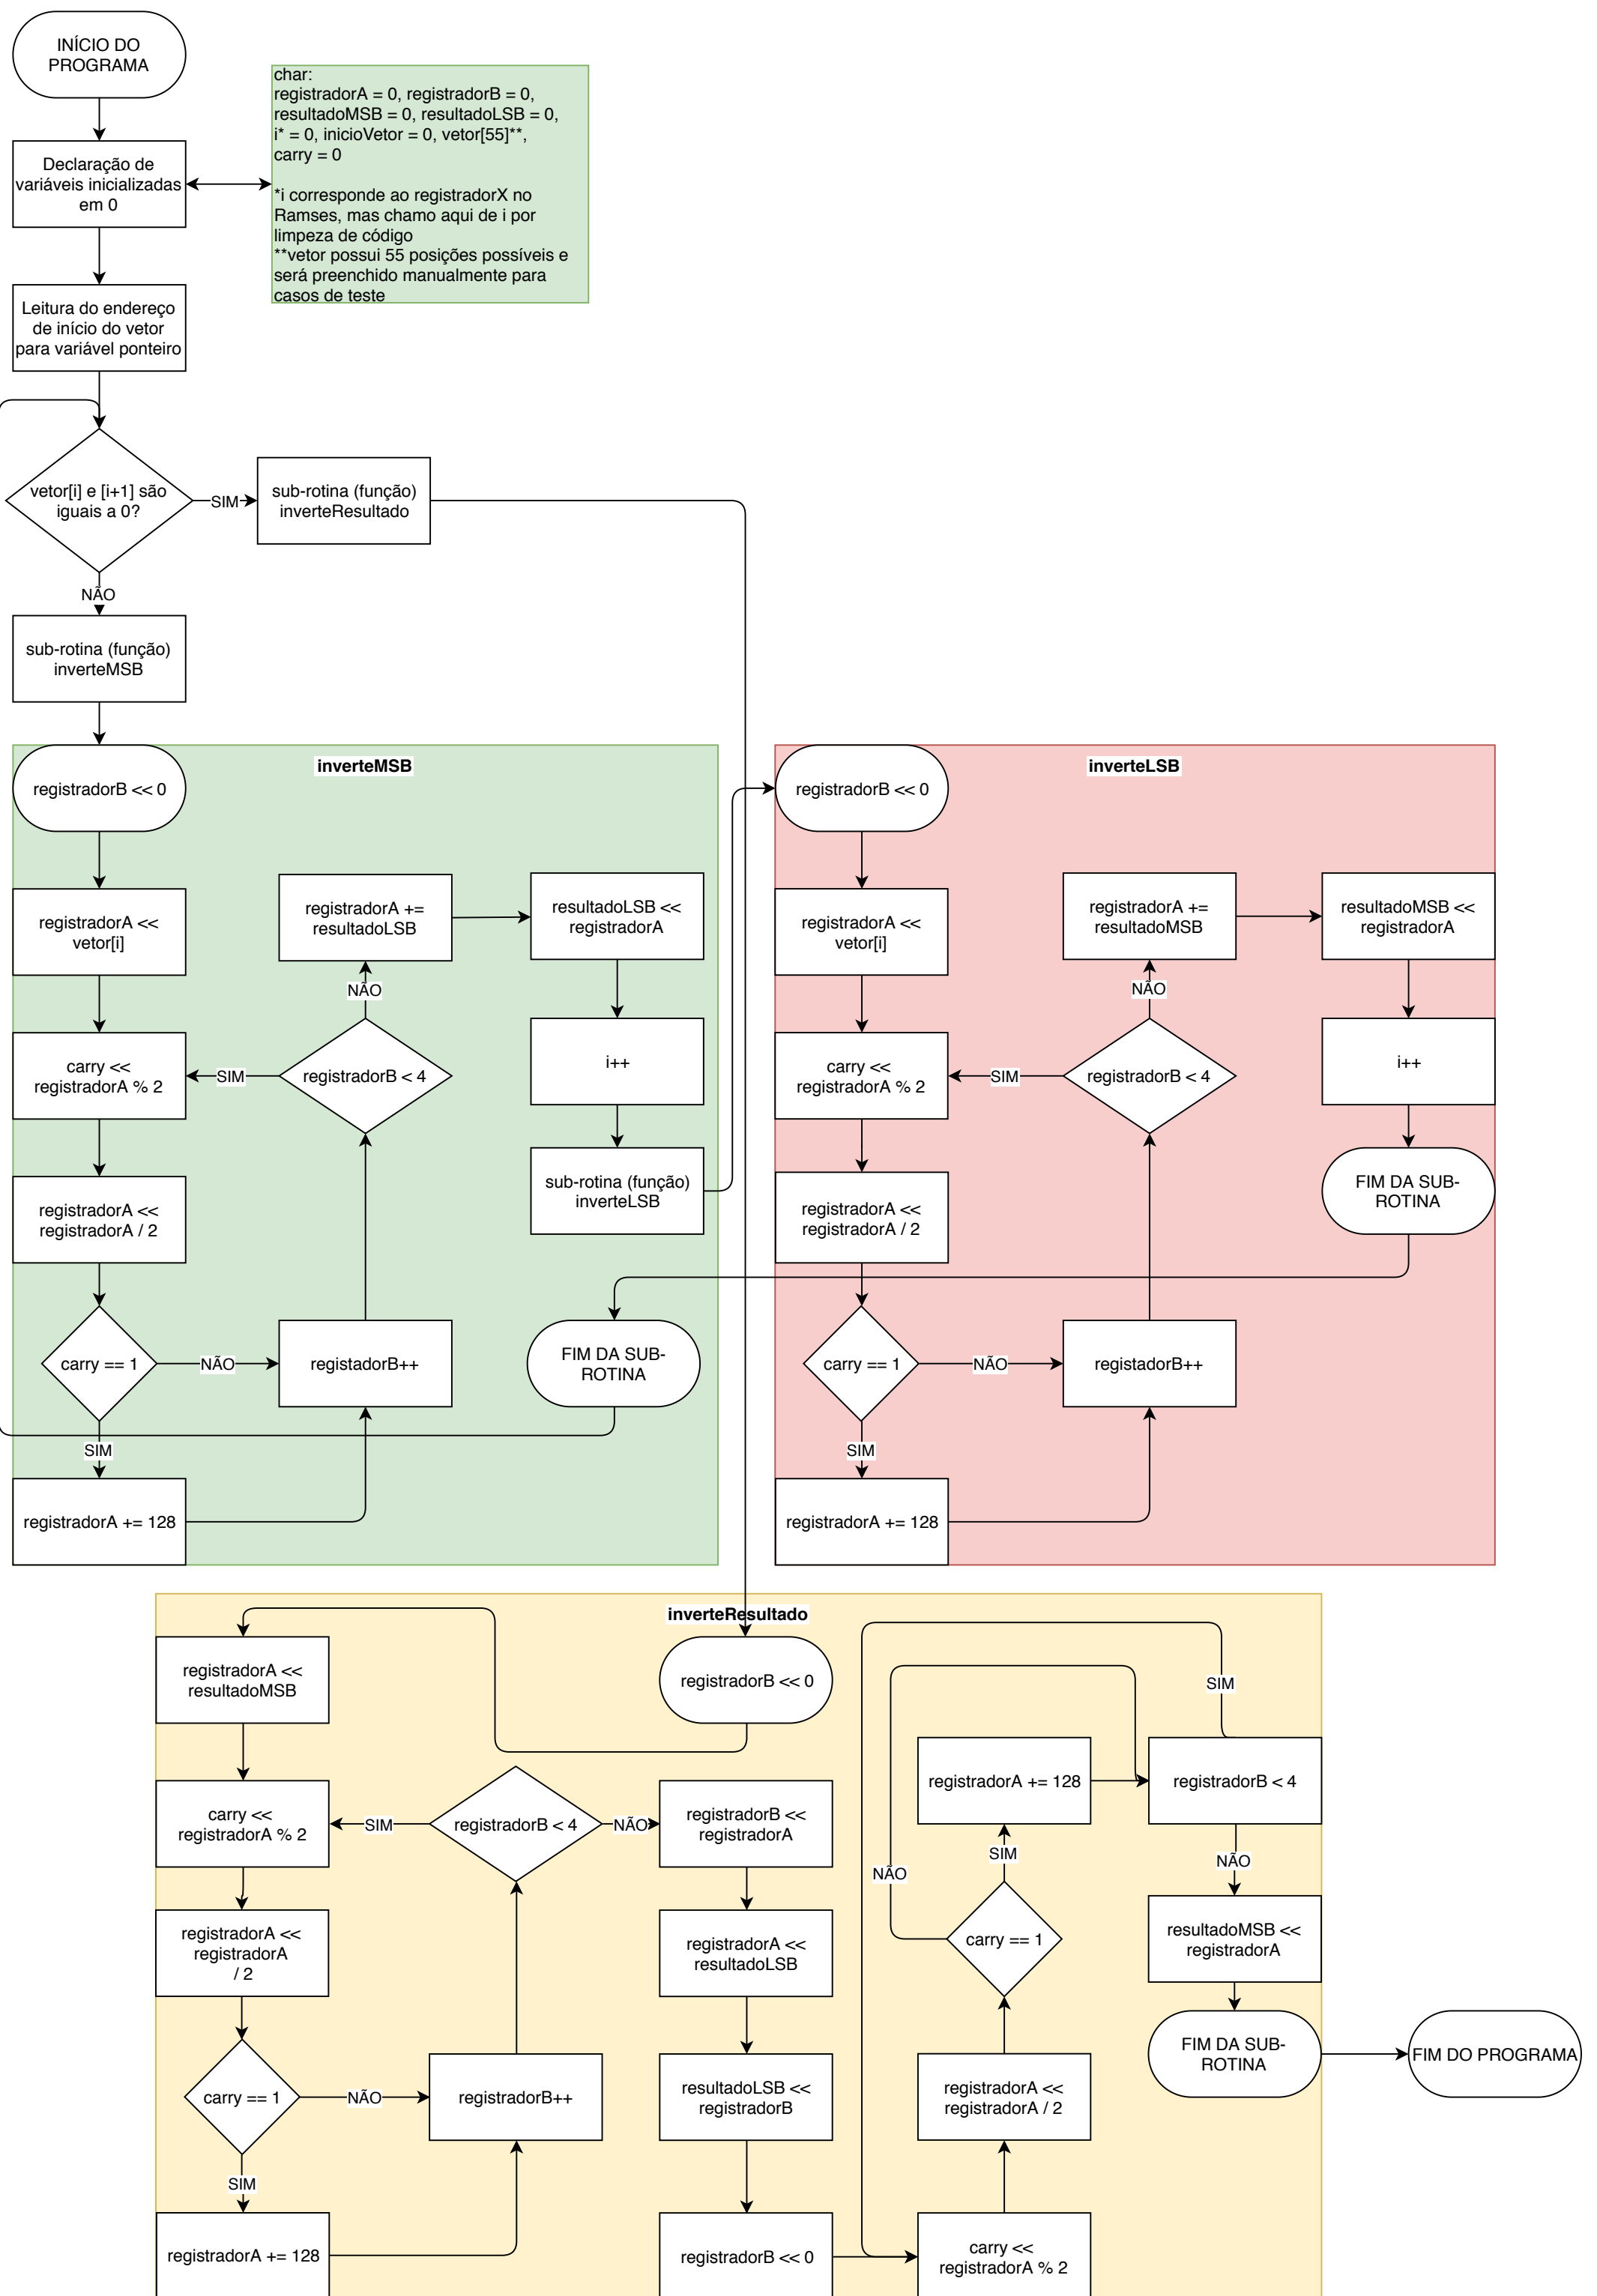 INÍCIO DO
PROGRAMA
char:
registradorA = 0, registradorB = 0,
resultadoMSB = 0, resultadoLSB = 0,
i* = 0, inicioVetor = 0, vetor[55]**,
carry = 0
*i corresponde ao registradorX no
Ramses, mas chamo aqui de i por
limpeza de código
**vetor possui 55 posições possíveis e
será preenchido manualmente para
casos de teste
Declaração de
variáveis inicializadas
em 0
Leitura do endereço
de início do vetor
para variável ponteiro
vetor[i] e [i+1] são
iguais a 0?
SIM
sub-rotina (função)
inverteResultado
NÃO
sub-rotina (função)
inverteMSB
inverteMSB
registradorB << 0
registradorA <<
vetor[i]
registradorA +=
resultadoLSB
resultadoLSB <<
registradorA
NÃO
carry <<
registradorA % 2
SIM
registradorB < 4
i++
registradorA <<
registradorA / 2
sub-rotina (função)
inverteLSB
carry == 1
NÃO
registadorB++
FIM DA SUB-
ROTINA
SIM
registradorA += 128
inverteLSB
registradorB << 0
registradorA <<
vetor[i]
registradorA +=
resultadoMSB
resultadoMSB <<
registradorA
NÃO
carry <<
registradorA % 2
SIM
registradorB < 4
i++
registradorA <<
registradorA / 2
FIM DA SUB-
ROTINA
carry == 1
NÃO
registadorB++
SIM
registradorA += 128
inverteResultado
registradorA <<
resultadoMSB
registradorB << 0
SIM
carry <<
registradorA % 2
SIM
registradorB < 4
NÃO
registradorB <<
registradorA
registradorA += 128
registradorB < 4
SIM
NÃO
NÃO
registradorA <<
registradorA
/ 2
registradorA <<
resultadoLSB
carry == 1
resultadoMSB <<
registradorA
carry == 1
NÃO
registradorB++
resultadoLSB <<
registradorB
registradorA <<
registradorA / 2
FIM DA SUB-
ROTINA
FIM DO PROGRAMA
SIM
registradorA += 128
registradorB << 0
carry <<
registradorA % 2